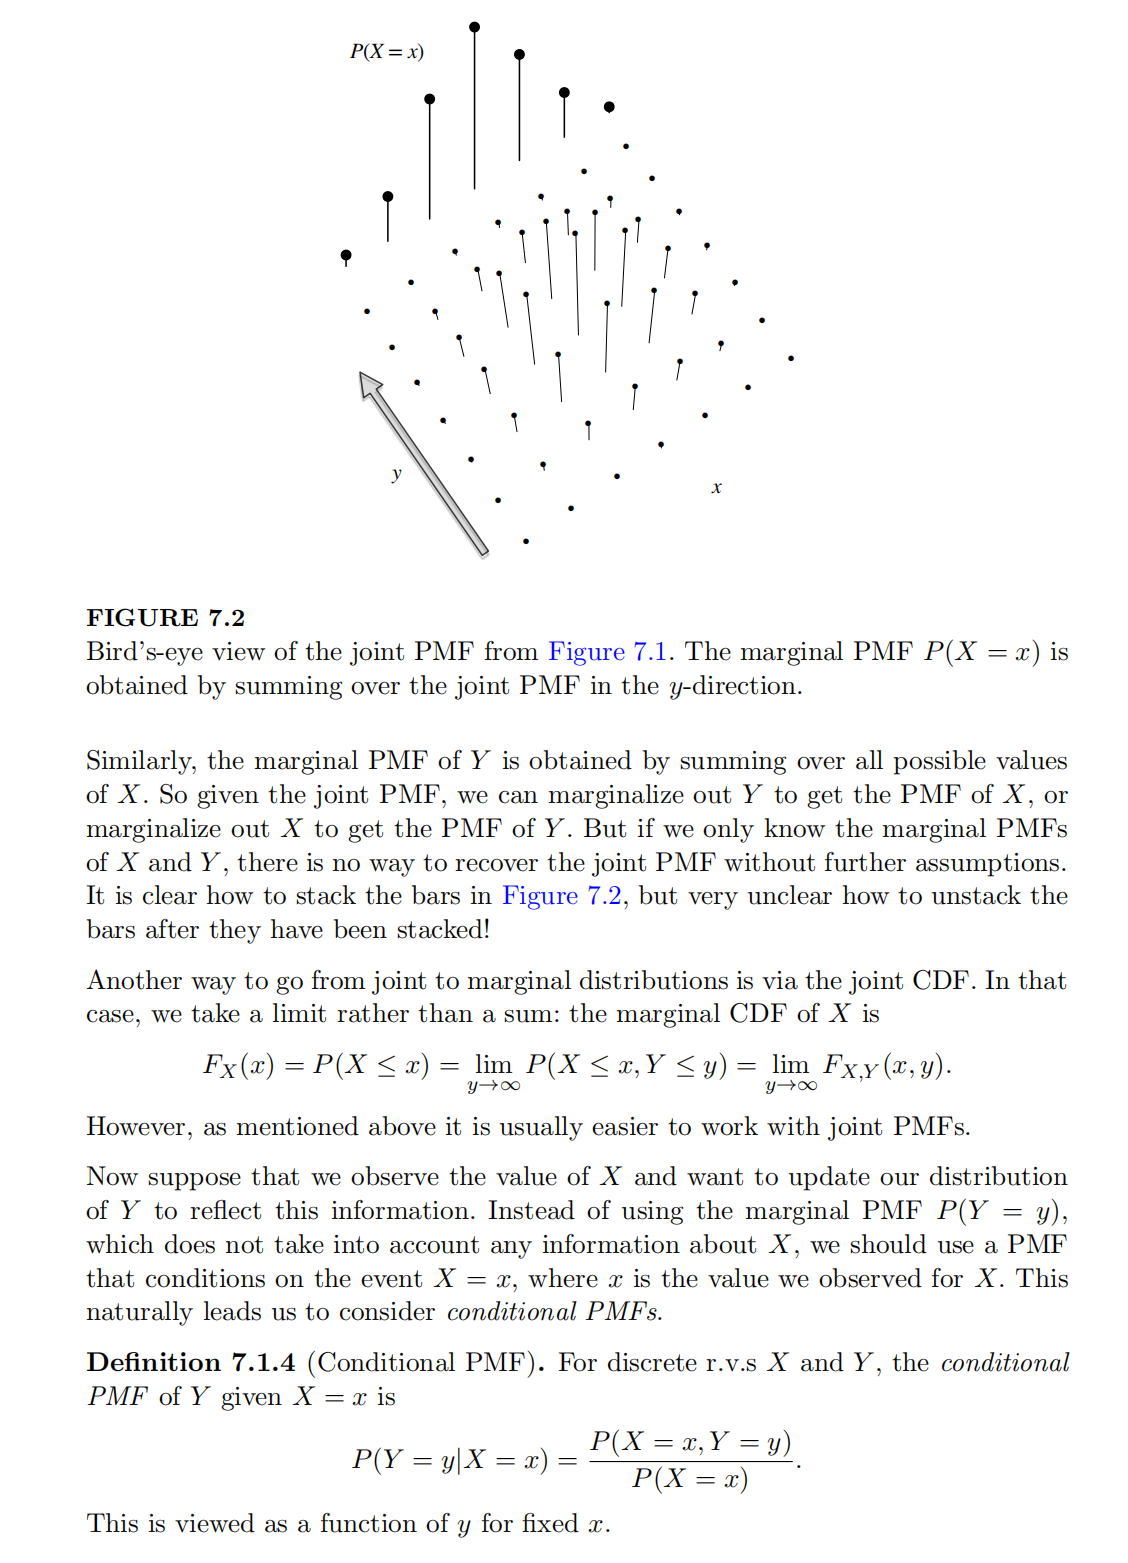 P(X = x)
y
x
FIGURE 7.2
Bird's-eye view of the joint PMF from Figure 7.1. The marginal PMF P(X = x) is
obtained by summing over the joint PMF in the y-direction.
Similarly, the marginal PMF of Y is obtained by summing over all possible values
of X. So given the joint PMF, we can marginalize out Y to get the PMF of X, or
marginalize out X to get the PMF of Y. But if we only know the marginal PMFs
of X and Y, there is no way to recover the joint PMF without further assumptions.
It is clear how to stack the bars in Figure 7.2, but very unclear how to unstack the
bars after they have been stacked!
Another way to go from joint to marginal distributions is via the joint CDF. In that
case, we take a limit rather than a sum: the marginal CDF of X is
F_X(x) = P(X ≤ x) = lim_{y→∞} P(X ≤ x, Y ≤ y) = lim_{y→∞} F_{X,Y}(x, y).
However, as mentioned above it is usually easier to work with joint PMFs.
Now suppose that we observe the value of X and want to update our distribution
of Y to reflect this information. Instead of using the marginal PMF P(Y = y),
which does not take into account any information about X, we should use a PMF
that conditions on the event X = x, where x is the value we observed for X. This
naturally leads us to consider conditional PMFs.
Definition 7.1.4 (Conditional PMF). For discrete r.v.s X and Y, the conditional
PMF of Y given X = x is
P(Y = y|X = x) = P(X = x, Y = y) / P(X = x).
This is viewed as a function of y for fixed x.